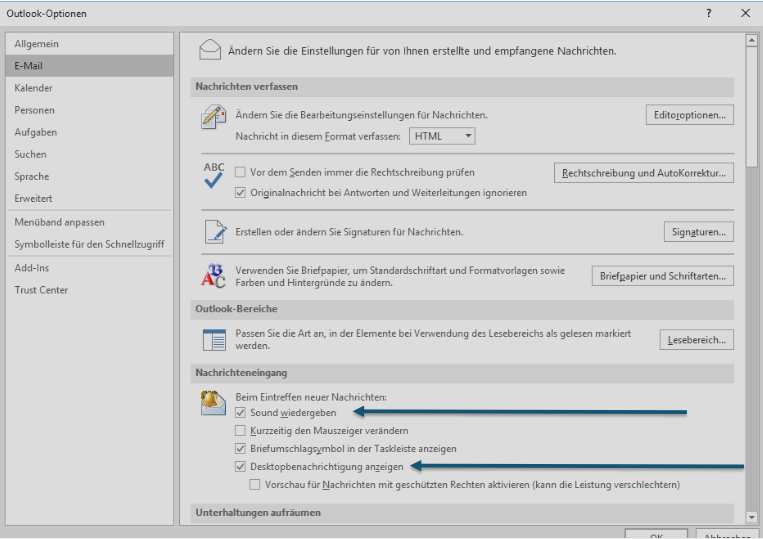 Outlook-Optionen
?
Allgemein
E-Mail
Kalender
Personen
Aufgaben
Suchen
Sprache
Erweitert
Menüband anpassen
Symbolleiste für den Schnellzugriff
Add-Ins
Trust Center
Ändern Sie die Einstellungen für von Ihnen erstellte und empfangene Nachrichten.
Nachrichten verfassen
Ändern Sie die Bearbeitungseinstellungen für Nachrichten.
Editoroptionen...
Nachricht in diesem Format verfassen: HTML
ABC
Vor dem Senden immer die Rechtschreibung prüfen
Rechtschreibung und AutoKorrektur...
Originalnachricht bei Antworten und Weiterleitungen ignorieren
Erstellen oder ändern Sie Signaturen für Nachrichten.
Signaturen...
Verwenden Sie Briefpapier, um Standardschriftart und Formatvorlagen sowie
Farben und Hintergründe zu ändern.
Briefpapier und Schriftarten...
Outlook-Bereiche
Passen Sie die Art an, in der Elemente bei Verwendung des Lesebereichs als gelesen markiert
werden.
Lesebereich...
Nachrichteneingang
Beim Eintreffen neuer Nachrichten:
Sound wiedergeben
Kurzzeitig den Mauszeiger verändern
Briefumschlagsymbol in der Taskleiste anzeigen
Desktopbenachrichtigung anzeigen
Vorschau für Nachrichten mit geschützten Rechten aktivieren (kann die Leistung verschlechtern)
Unterhaltungen aufräumen
OK
Abbrechen